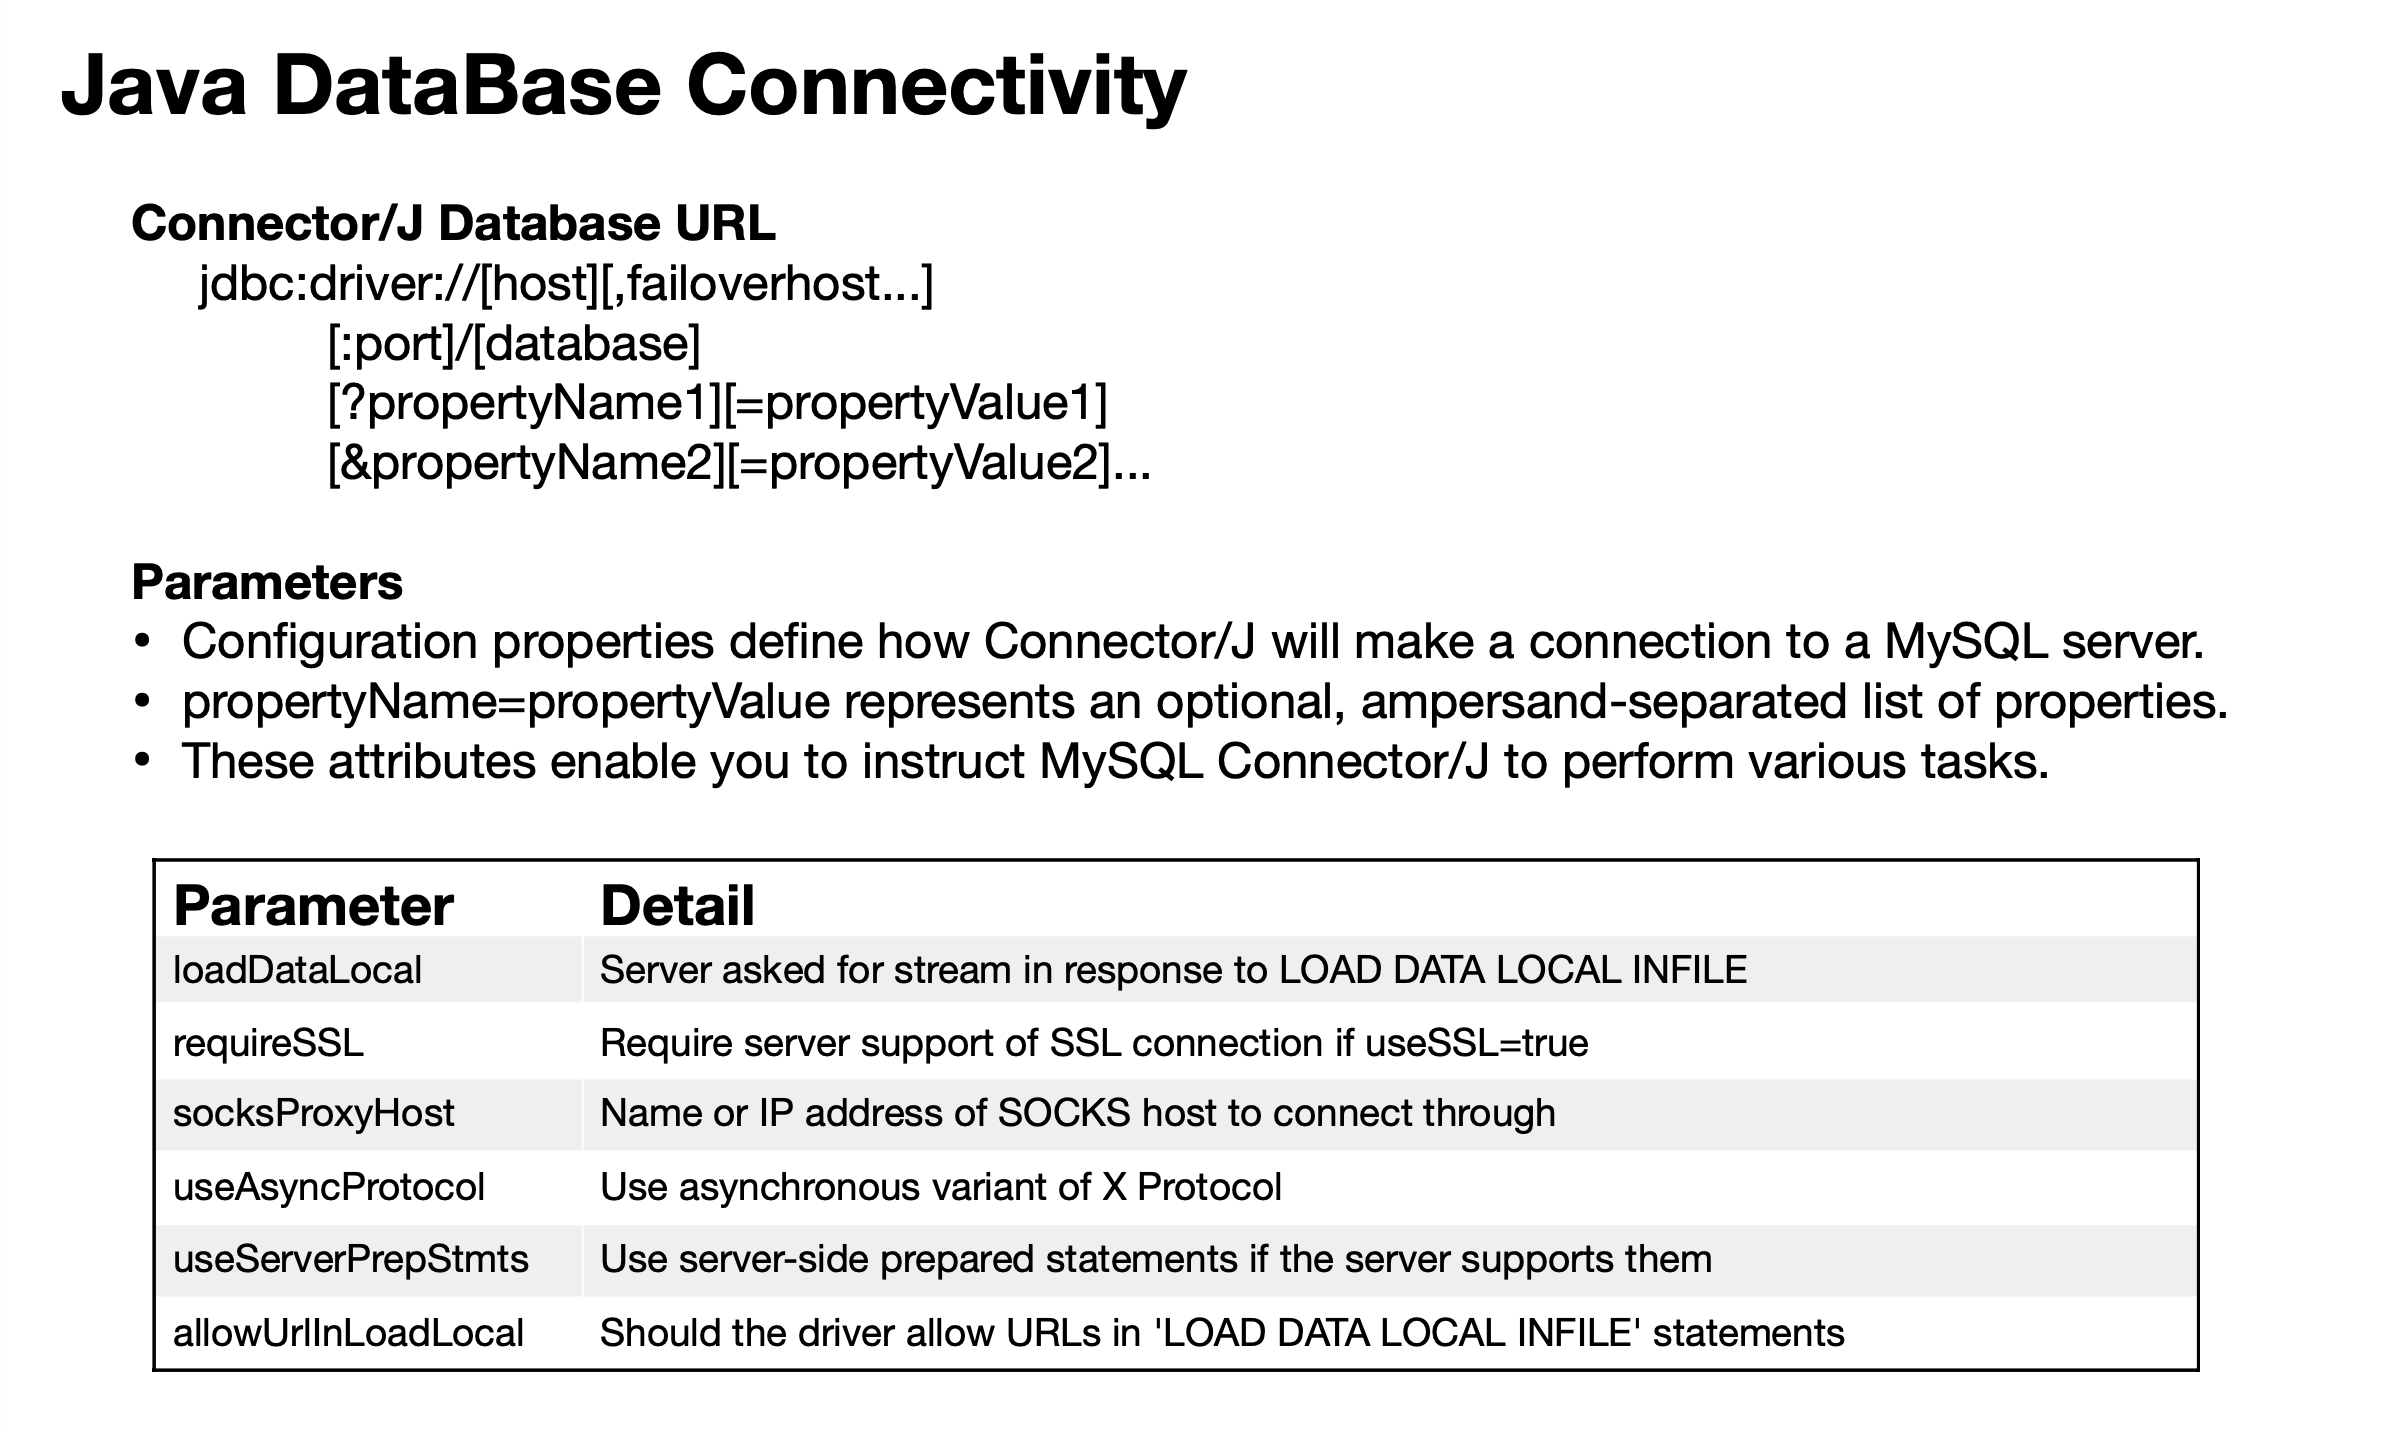 Java DataBase Connectivity
Connector/J Database URL
jdbc:driver://[host][,failoverhost...]
[:port]/[database]
[?propertyName1][=propertyValue1]
[&propertyName2][=propertyValue2]...
Parameters
• Configuration properties define how Connector/J will make a connection to a MySQL server.
• propertyName=propertyValue represents an optional, ampersand-separated list of properties.
• These attributes enable you to instruct MySQL Connector/J to perform various tasks.
Parameter Detail
loadDataLocal Server asked for stream in response to LOAD DATA LOCAL INFILE
requireSSL Require server support of SSL connection if useSSL=true
socksProxyHost Name or IP address of SOCKS host to connect through
useAsyncProtocol Use asynchronous variant of X Protocol
useServerPrepStmts Use server-side prepared statements if the server supports them
allowUrlInLoadLocal Should the driver allow URLs in 'LOAD DATA LOCAL INFILE' statements